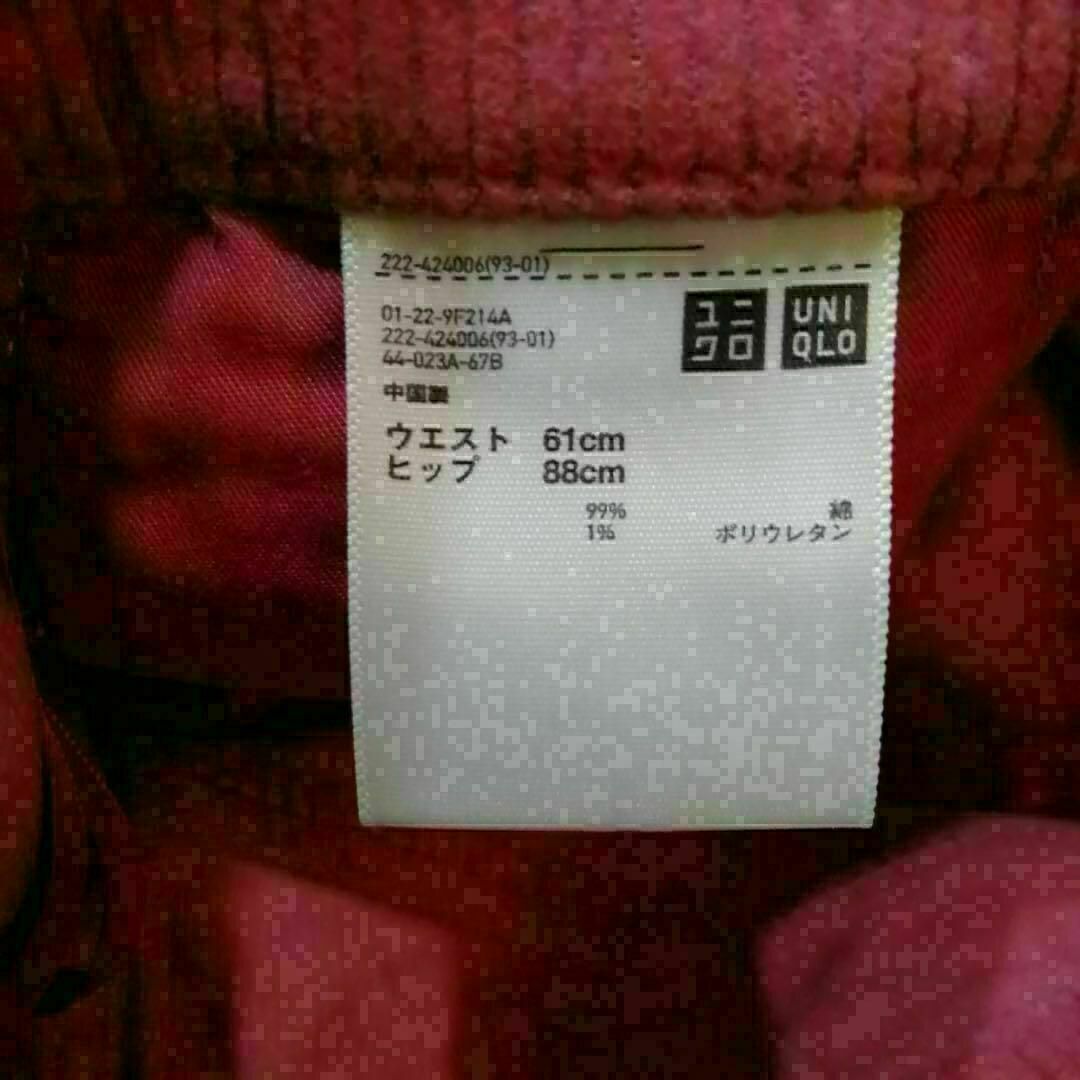 222-424006(93-01)
01-22-9F214A
222-424006(93-01)
44-023A-67B
中国製
ユニ
クロ
UNI
QLO
ウエスト 61cm
ヒップ 88cm
99% 綿
1% ポリウレタン